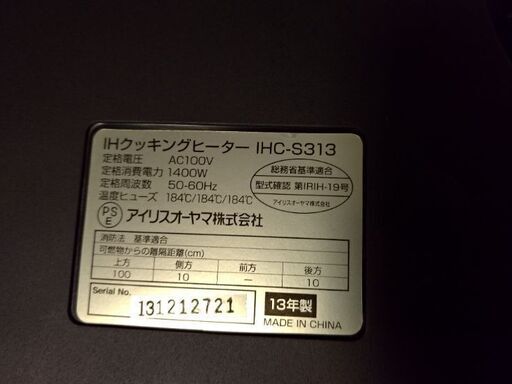 IHクッキングヒーター IHC-S313
定格電圧 AC100V
定格消費電力 1400W
定格周波数 50-60Hz
温度ヒューズ 184℃/184℃/184℃
総務省基準適合
型式確認 第IRIH-19号
アイリスオーヤマ株式会社
PS
E
アイリスオーヤマ株式会社
消防法 基準適合
可燃物からの離隔距離(cm)
上方 側方 前方 後方
100 10 — 10
Serial No.
131212721
13年製
MADE IN CHINA